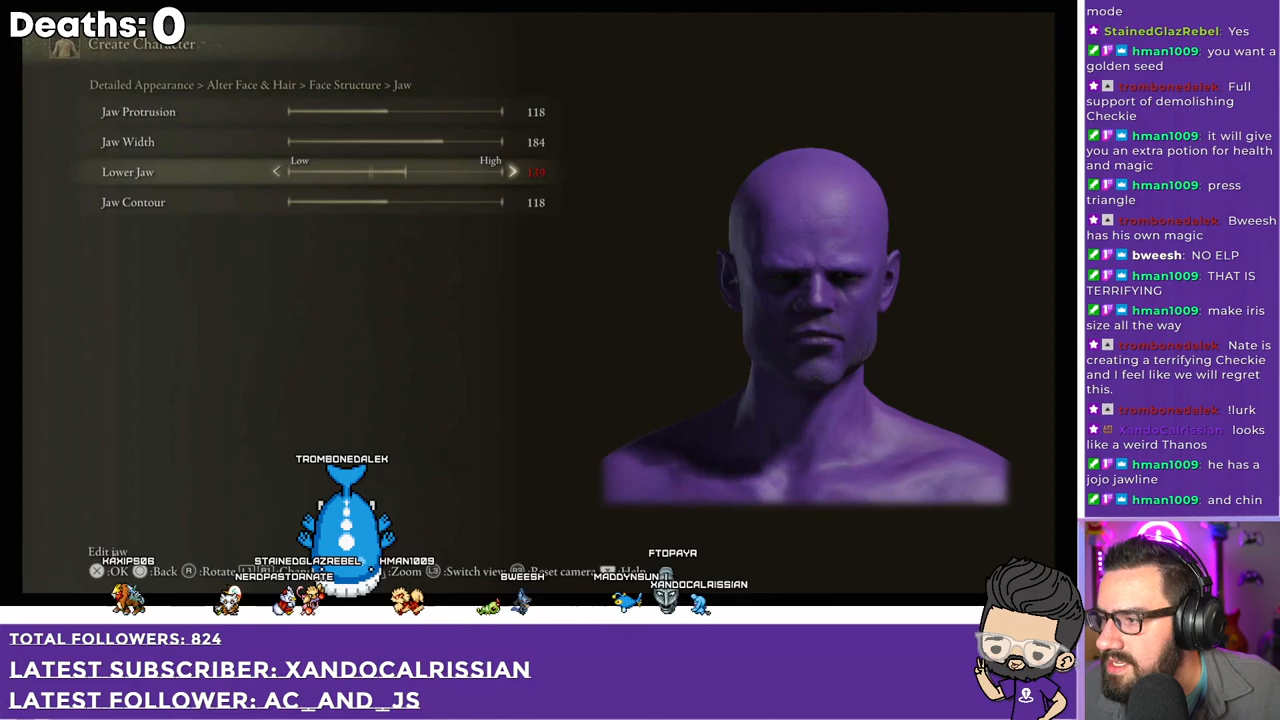 Deaths: 0
Create Character
Detailed Appearance > Alter Face & Hair > Face Structure > Jaw
Jaw Protrusion 118
Jaw Width 184
Low High
Lower Jaw 139
Jaw Contour 118
Edit jaw
:OK :Back :Rotate :Zoom :Switch view :Reset camera :Help
TROMBONEDALEK
KAXIPS06
STAINEDGLAZREBEL
HMAN1009
NERDPASTORNATE
BWEESH
FTOPAYR
MADDYNSUN
XANDOCALRISSIAN
TOTAL FOLLOWERS: 824
LATEST SUBSCRIBER: XANDOCALRISSIAN
LATEST FOLLOWER: AC_AND_JS
mode
StainedGlazRebel: Yes
hman1009: you want a
golden seed
trombonedalek: Full
support of demolishing
Checkie
hman1009: it will give
you an extra potion for health
and magic
hman1009: press
triangle
trombonedalek: Bweesh
has his own magic
bweesh: NO ELP
hman1009: THAT IS
TERRIFYING
hman1009: make iris
size all the way
trombonedalek: Nate is
creating a terrifying Checkie
and I feel like we will regret
this.
trombonedalek: !lurk
XandoCalrissian: looks
like a weird Thanos
hman1009: he has a
jojo jawline
hman1009: and chin